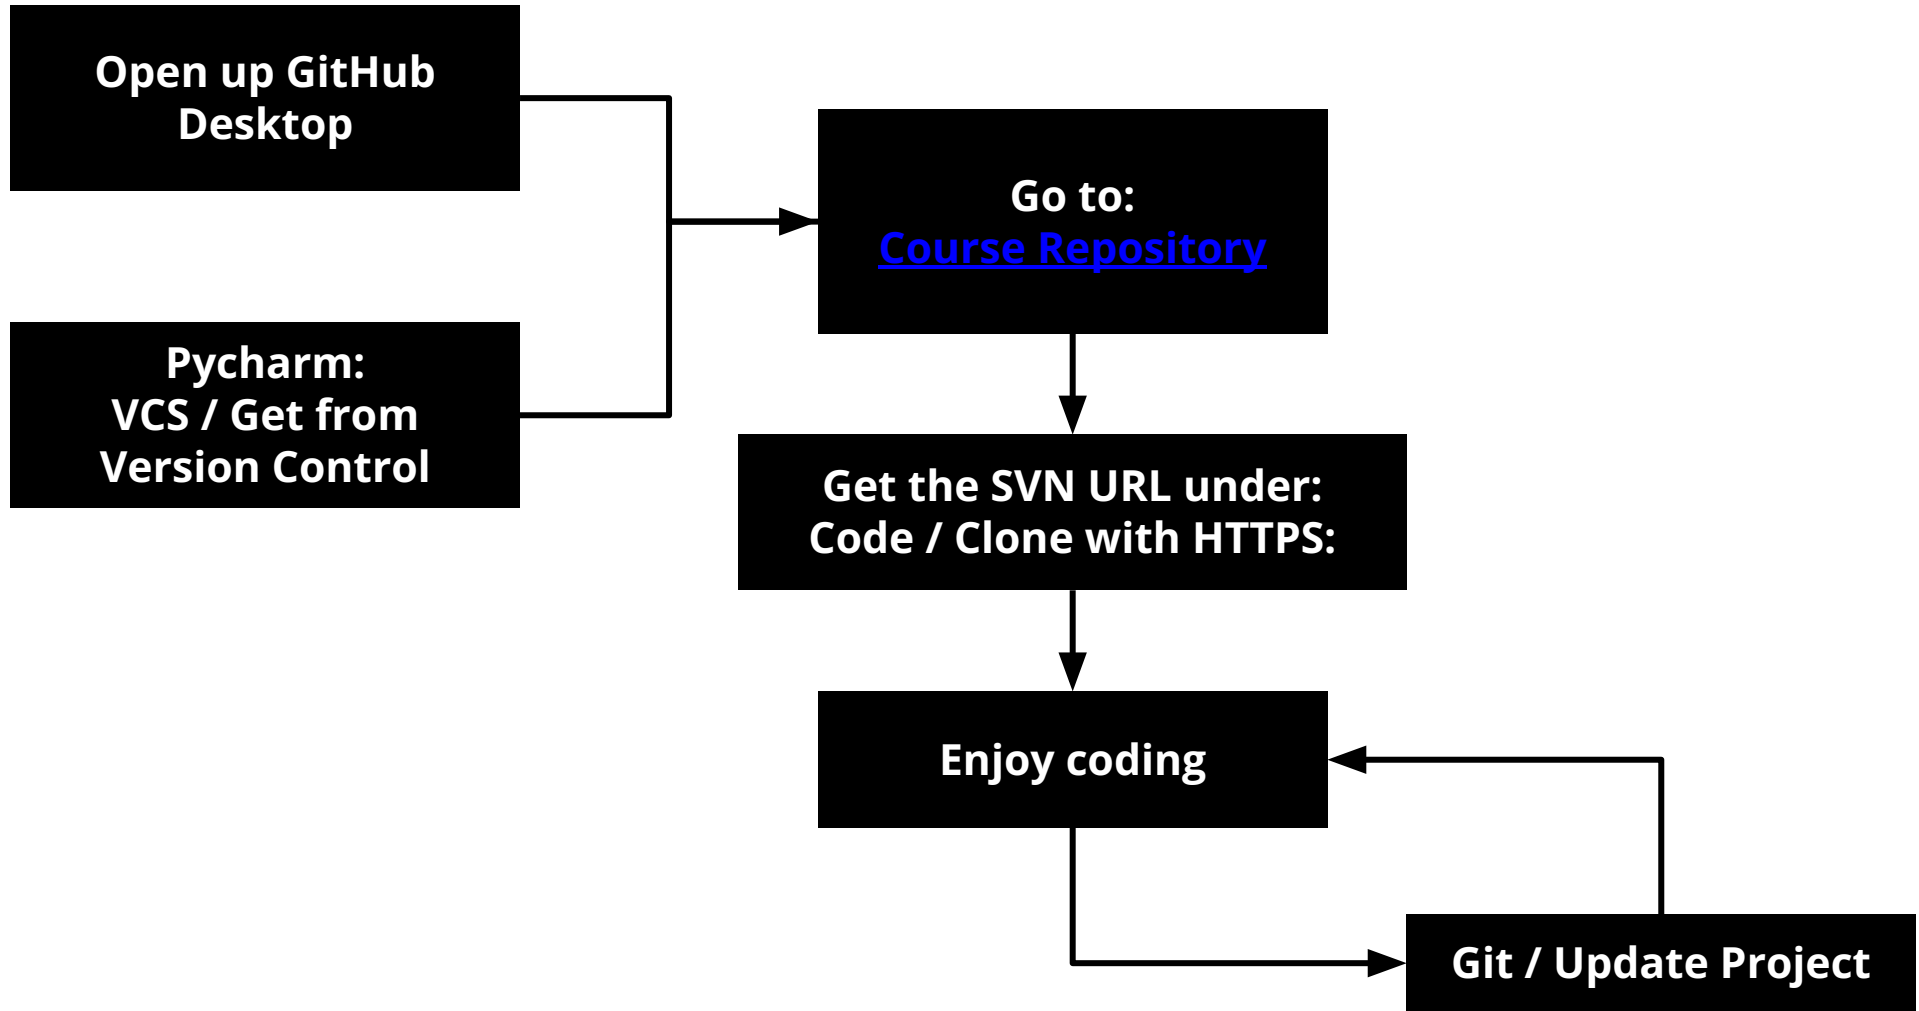 Open up GitHub
Desktop
Pycharm:
VCS / Get from
Version Control
Go to:
Course Repository
Get the SVN URL under:
Code / Clone with HTTPS:
Enjoy coding
Git / Update Project